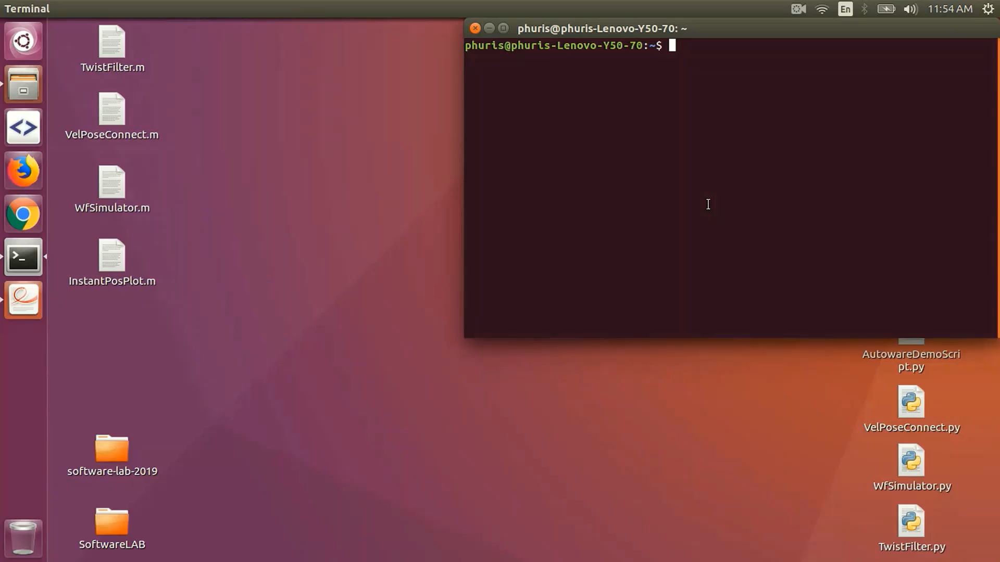 Terminal
En
11:54 AM
phuris@phuris-Lenovo-Y50-70: ~
phuris@phuris-Lenovo-Y50-70:~$
TwistFilter.m
VelPoseConnect.m
WfSimulator.m
InstantPosPlot.m
software-lab-2019
SoftwareLAB
AutowareDemoScri
pt.py
VelPoseConnect.py
WfSimulator.py
TwistFilter.py